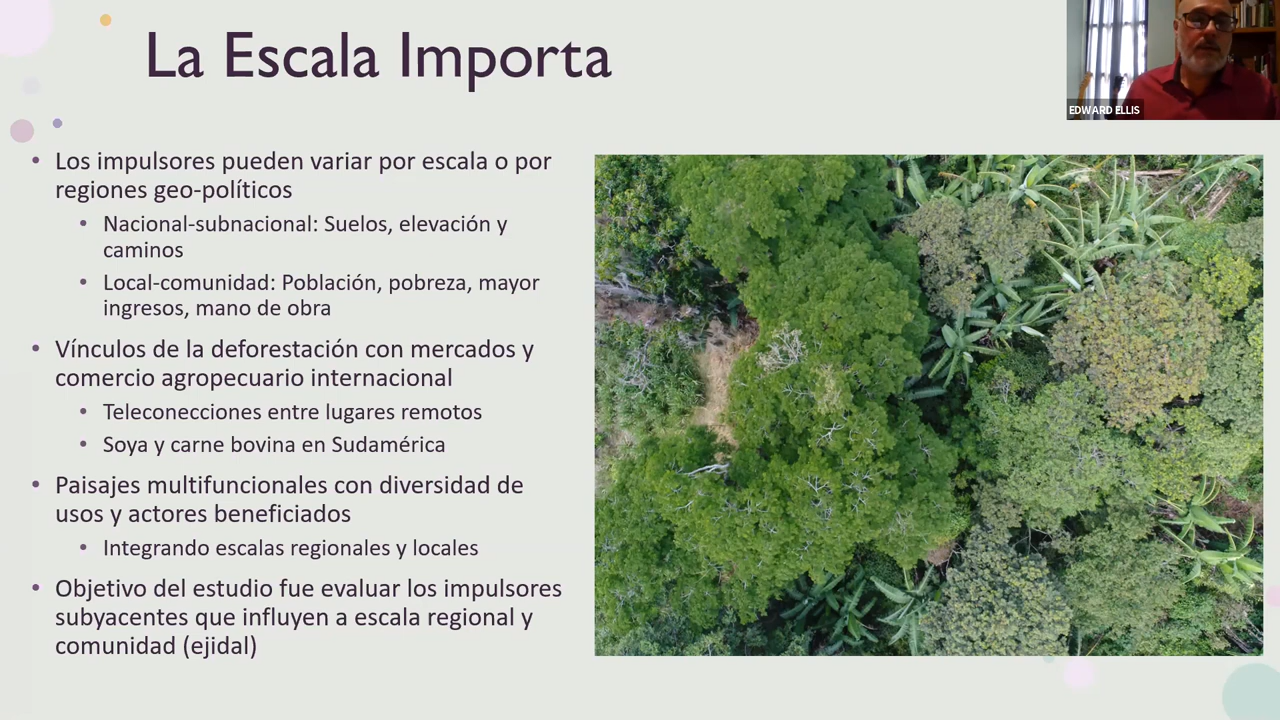 La Escala Importa
EDWARD ELLIS
• Los impulsores pueden variar por escala o por
regiones geo-políticos
• Nacional-subnacional: Suelos, elevación y
caminos
• Local-comunidad: Población, pobreza, mayor
ingresos, mano de obra
• Vínculos de la deforestación con mercados y
comercio agropecuario internacional
• Teleconecciones entre lugares remotos
• Soya y carne bovina en Sudamérica
• Paisajes multifuncionales con diversidad de
usos y actores beneficiados
• Integrando escalas regionales y locales
• Objetivo del estudio fue evaluar los impulsores
subyacentes que influyen a escala regional y
comunidad (ejidal)